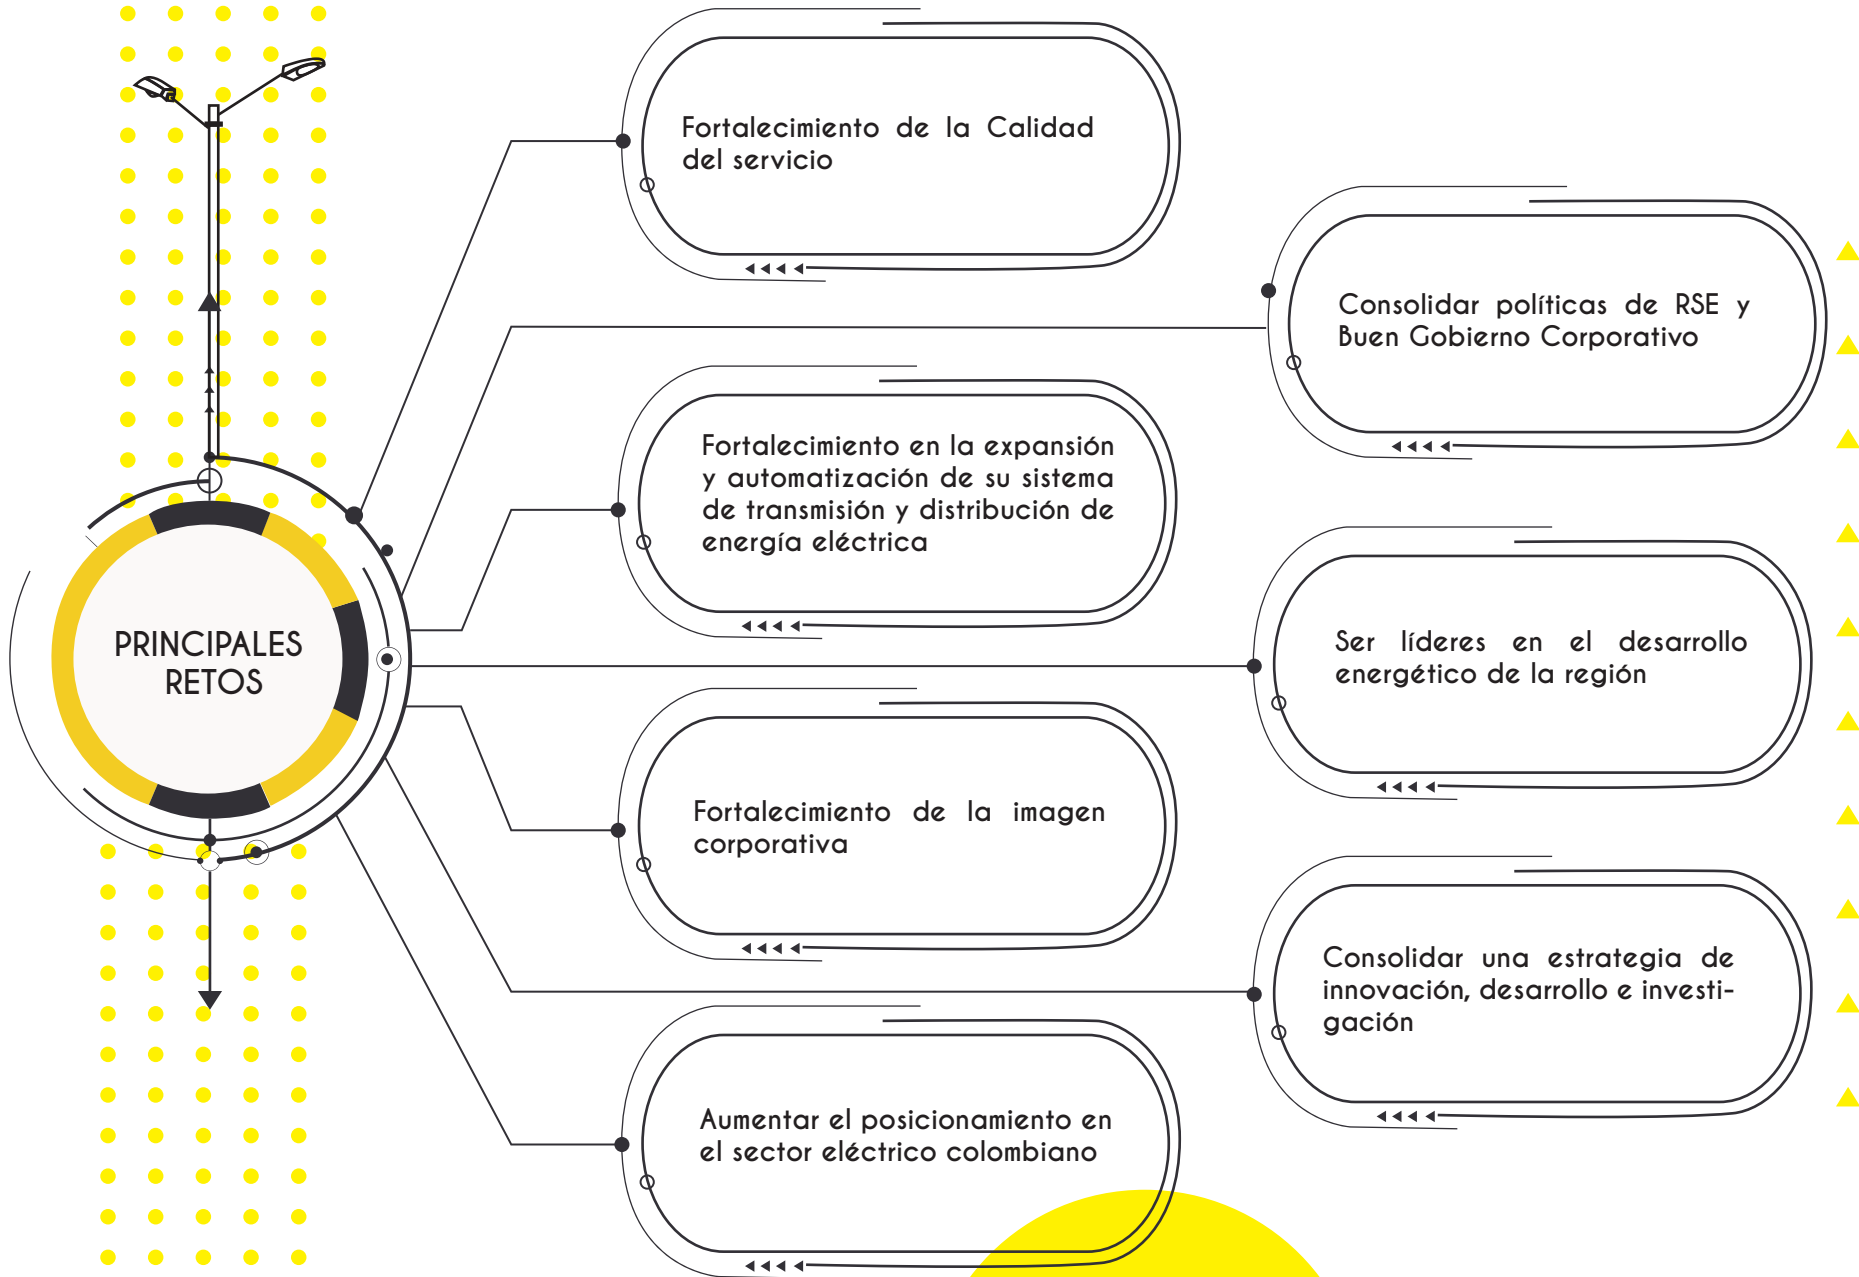 PRINCIPALES
RETOS
Fortalecimiento de la Calidad
del servicio
Consolidar políticas de RSE y
Buen Gobierno Corporativo
Fortalecimiento en la expansión
y automatización de su sistema
de transmisión y distribución de
energía eléctrica
Ser líderes en el desarrollo
energético de la región
Fortalecimiento de la imagen
corporativa
Consolidar una estrategia de
innovación, desarrollo e investi-
gación
Aumentar el posicionamiento en
el sector eléctrico colombiano